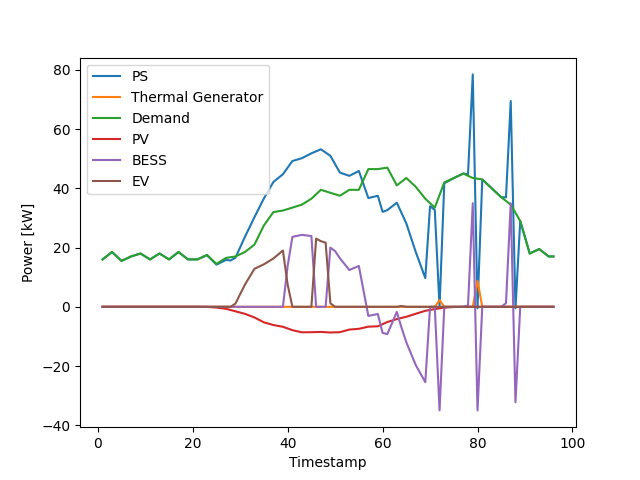 80
60
40
20
0
−20
−40
Power [kW]
PS
Thermal Generator
Demand
PV
BESS
EV
0 20 40 60 80 100
Timestamp